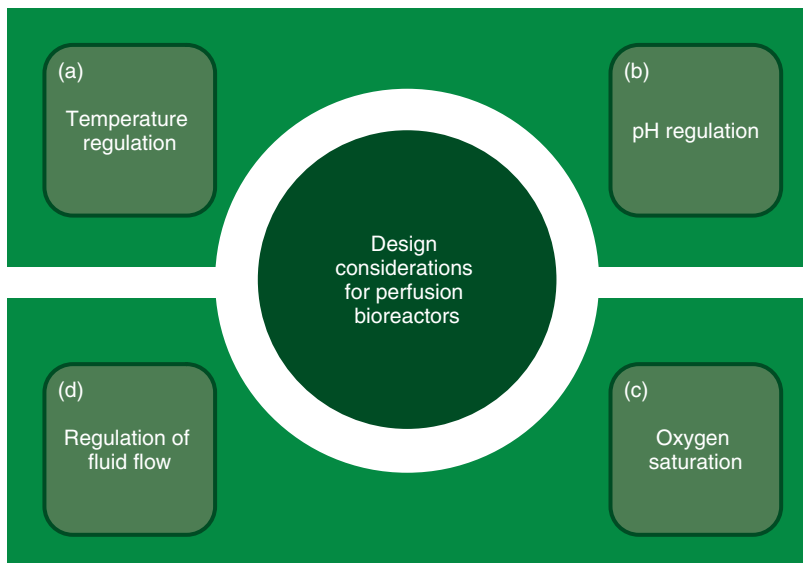 (a)
Temperature
regulation
(b)
pH regulation
Design
considerations
for perfusion
bioreactors
(d)
Regulation of
fluid flow
(c)
Oxygen
saturation